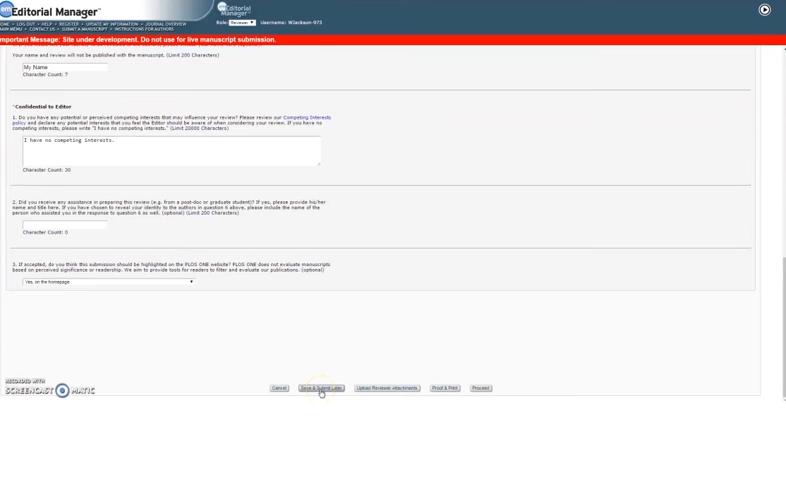 em Editorial Manager™
HOME • LOG OUT • HELP • REGISTER • UPDATE MY INFORMATION • JOURNAL OVERVIEW
MAIN MENU • CONTACT US • SUBMIT A MANUSCRIPT • INSTRUCTIONS FOR AUTHORS
em Editorial
Manager™
Role: Reviewer Username: WJackson-973
mportant Message: Site under development. Do not use for live manuscript submission.
Your name and review will not be published with the manuscript. (Limit 200 Characters)
My Name
Character Count: 7
*Confidential to Editor
1. Do you have any potential or perceived competing interests that may influence your review? Please review our Competing Interests
policy and declare any potential interests that you feel the Editor should be aware of when considering your review. If you have no
competing interests, please write "I have no competing interests." (Limit 20000 Characters)
I have no competing interests.
Character Count: 30
2. Did you receive any assistance in preparing this review (e.g. from a post-doc or graduate student)? If yes, please provide his/her
name and title here. If you have chosen to reveal your identity to the authors in question 6 above, please include the name of the
person who assisted you in the response to question 6 as well. (optional) (Limit 200 Characters)
Character Count: 0
3. If accepted, do you think this submission should be highlighted on the PLOS ONE website? PLOS ONE does not evaluate manuscripts
based on perceived significance or readership. We aim to provide tools for readers to filter and evaluate our publications. (optional)
Yes, on the homepage
RECORDED WITH
SCREENCAST MATIC
Cancel Save & Submit Later Upload Reviewer Attachments Proof & Print Proceed